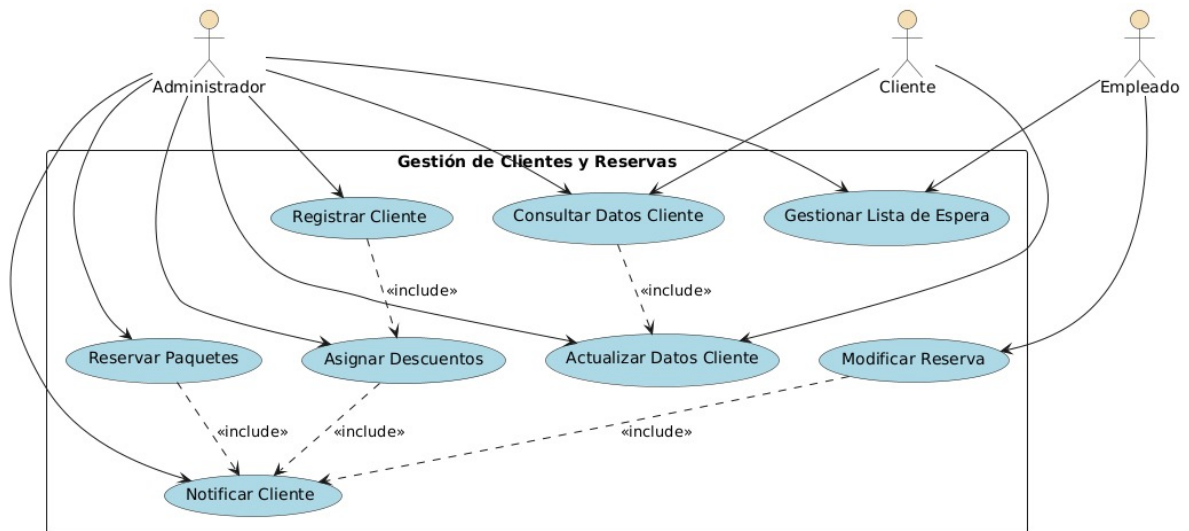 Administrador
Cliente
Empleado
Gestión de Clientes y Reservas
Registrar Cliente
Consultar Datos Cliente
Gestionar Lista de Espera
«include»
«include»
Reservar Paquetes
Asignar Descuentos
Actualizar Datos Cliente
Modificar Reserva
«include»
«include»
«include»
Notificar Cliente